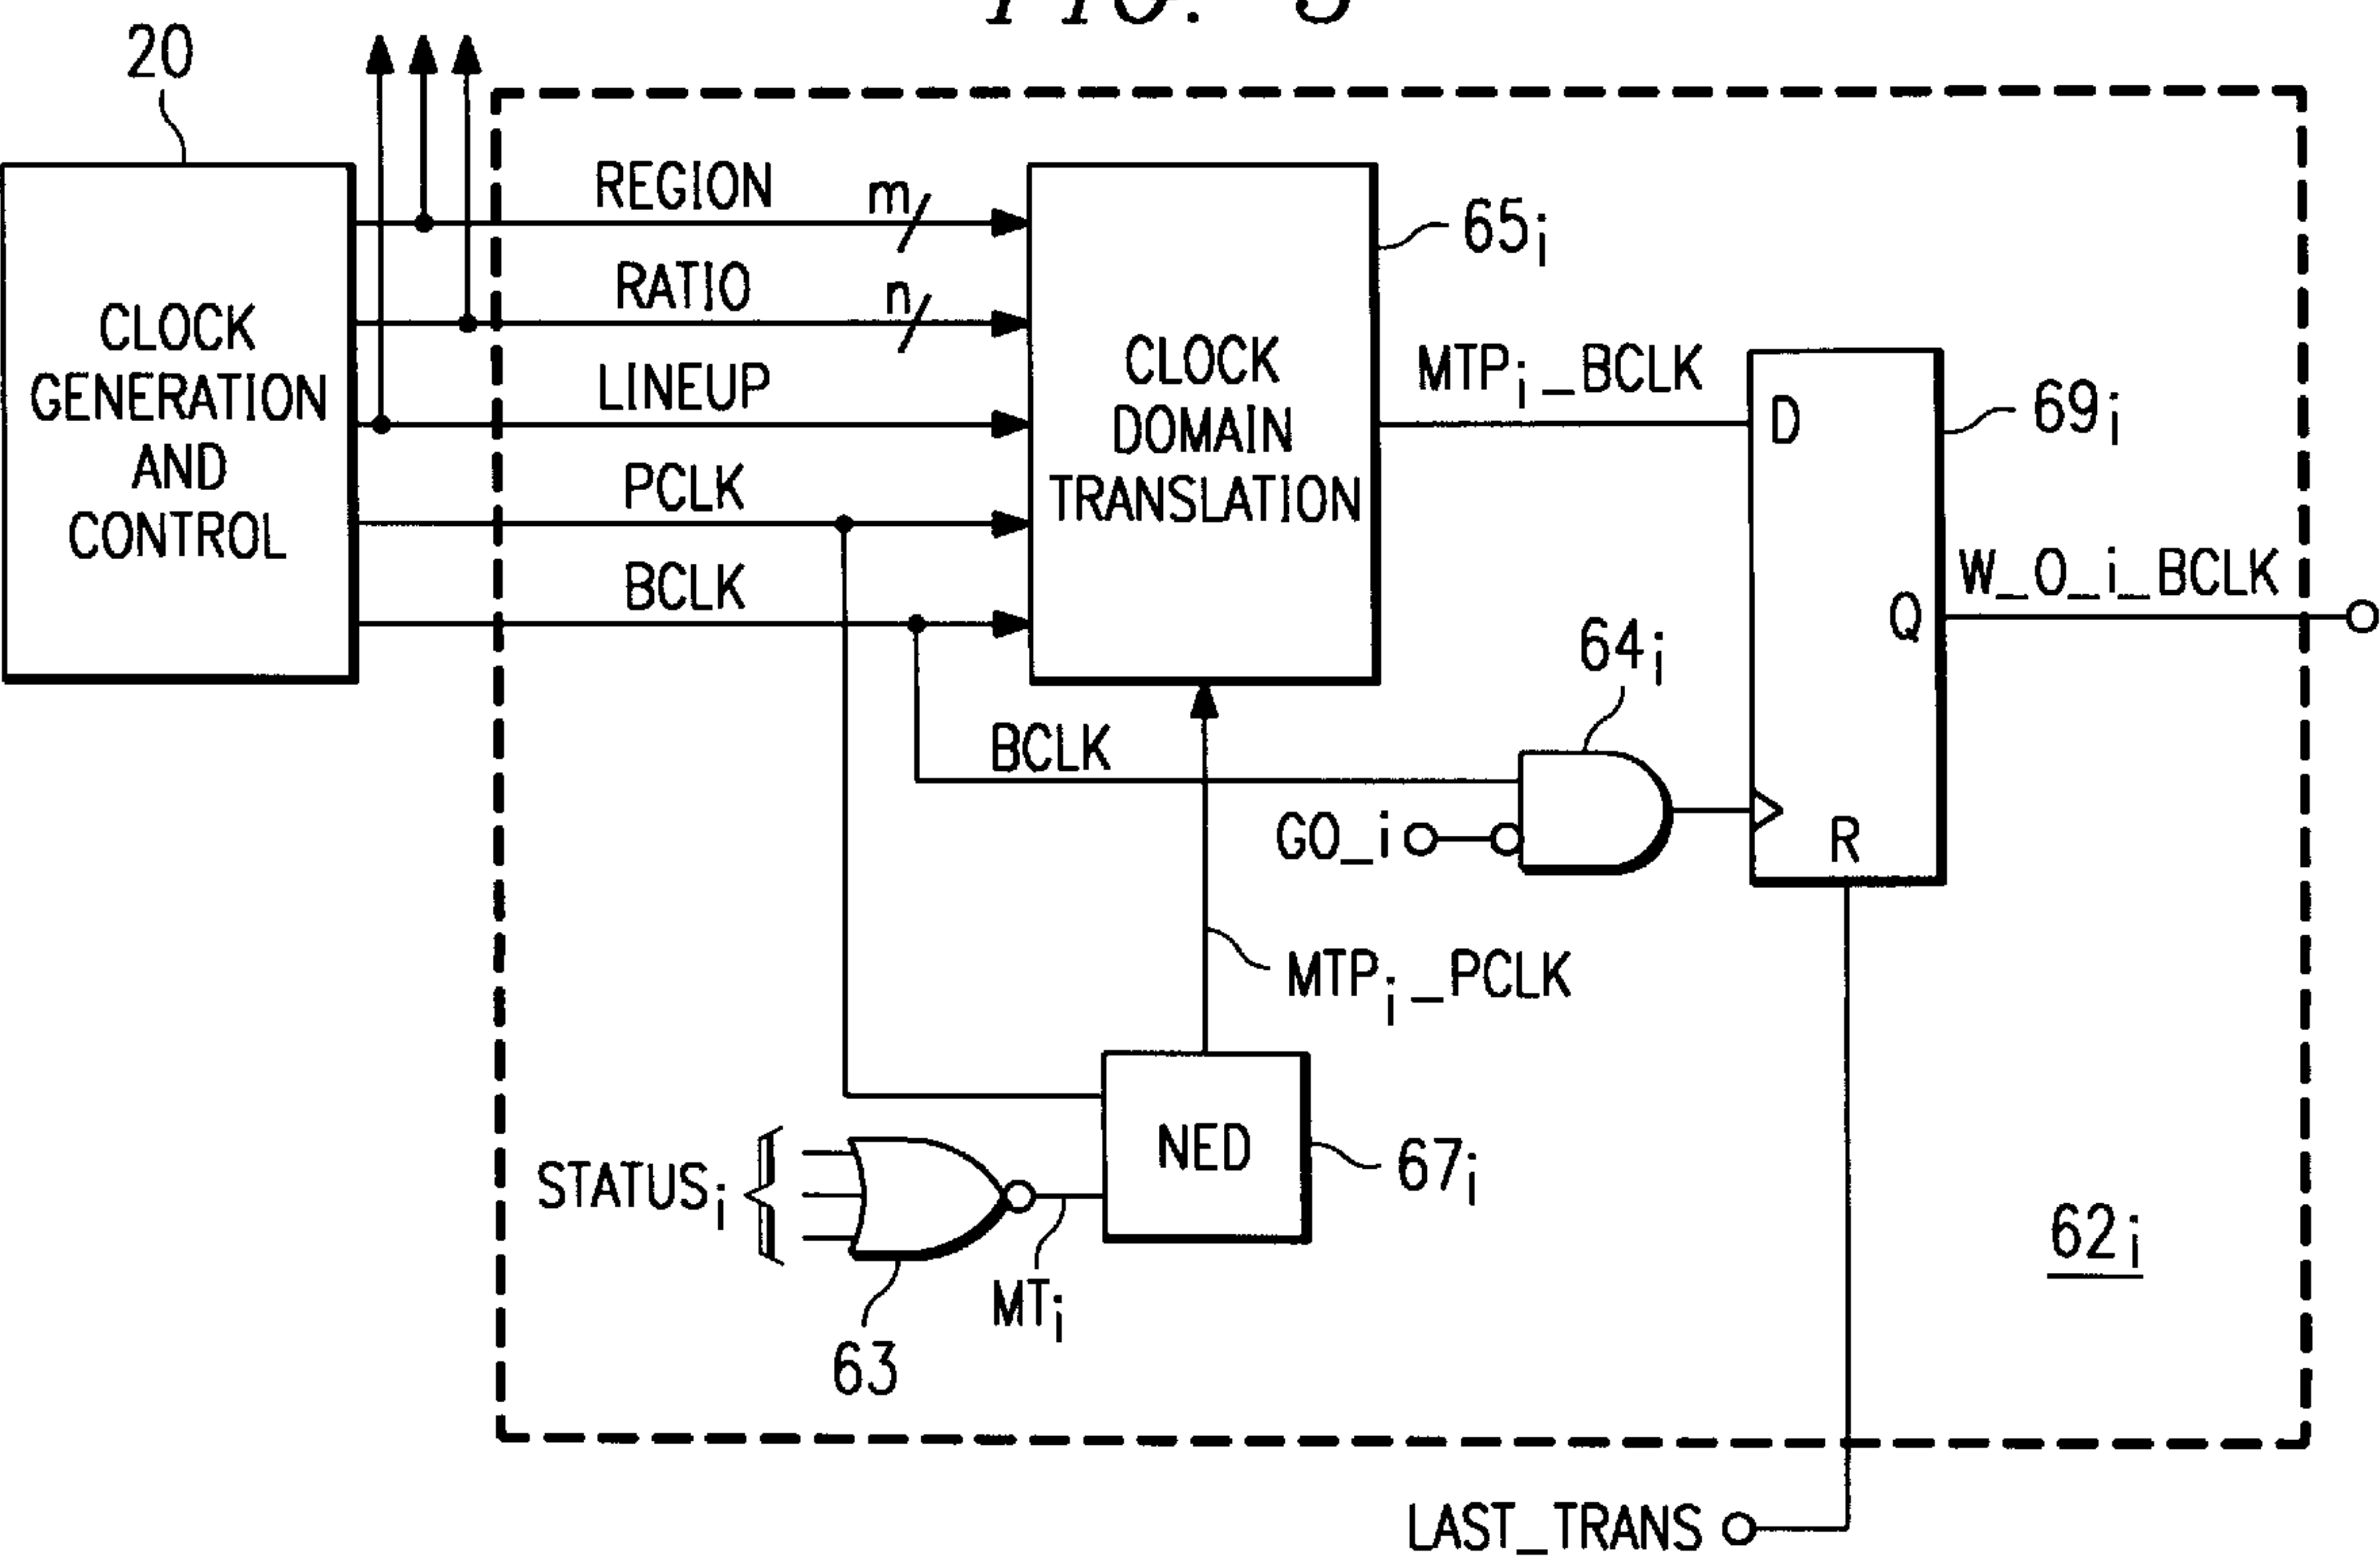 20
REGION
m
65i
RATIO
n
CLOCK
GENERATION
AND
CONTROL
LINEUP
CLOCK
DOMAIN
TRANSLATION
MTPi_BCLK
D
69i
PCLK
BCLK
W_O_i_BCLK
Q
64i
BCLK
GO_i
R
MTPi_PCLK
NED
67i
STATUSi
MTi
63
62i
LAST_TRANS